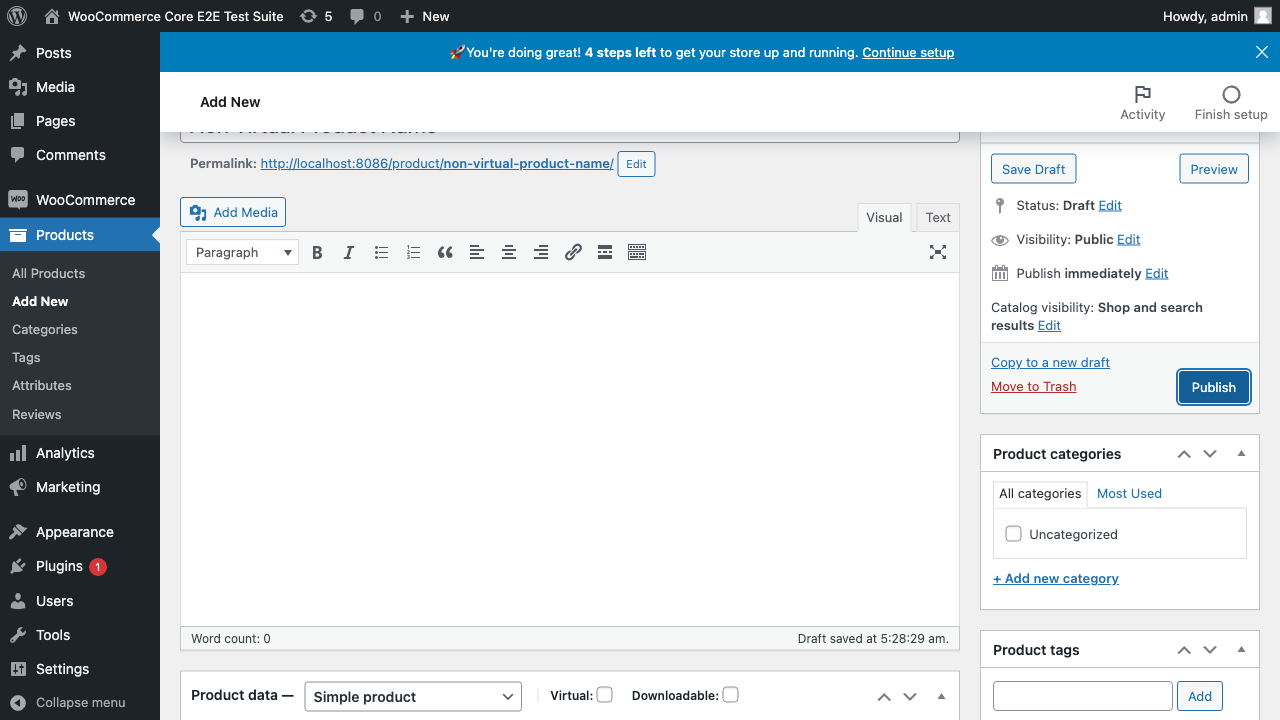 WooCommerce Core E2E Test Suite 5 0 New Howdy, admin
🚀You're doing great! 4 steps left to get your store up and running. Continue setup
Add New
Activity
Finish setup
Posts
Media
Pages
Comments
WooCommerce
Products
All Products
Add New
Categories
Tags
Attributes
Reviews
Analytics
Marketing
Appearance
Plugins 1
Users
Tools
Settings
Collapse menu
Permalink: http://localhost:8086/product/non-virtual-product-name/ Edit
Add Media
Visual Text
Paragraph
Word count: 0
Draft saved at 5:28:29 am.
Product data — Simple product Virtual: Downloadable:
Save Draft Preview
Status: Draft Edit
Visibility: Public Edit
Publish immediately Edit
Catalog visibility: Shop and search
results Edit
Copy to a new draft
Move to Trash
Publish
Product categories
All categories Most Used
Uncategorized
+ Add new category
Product tags
Add